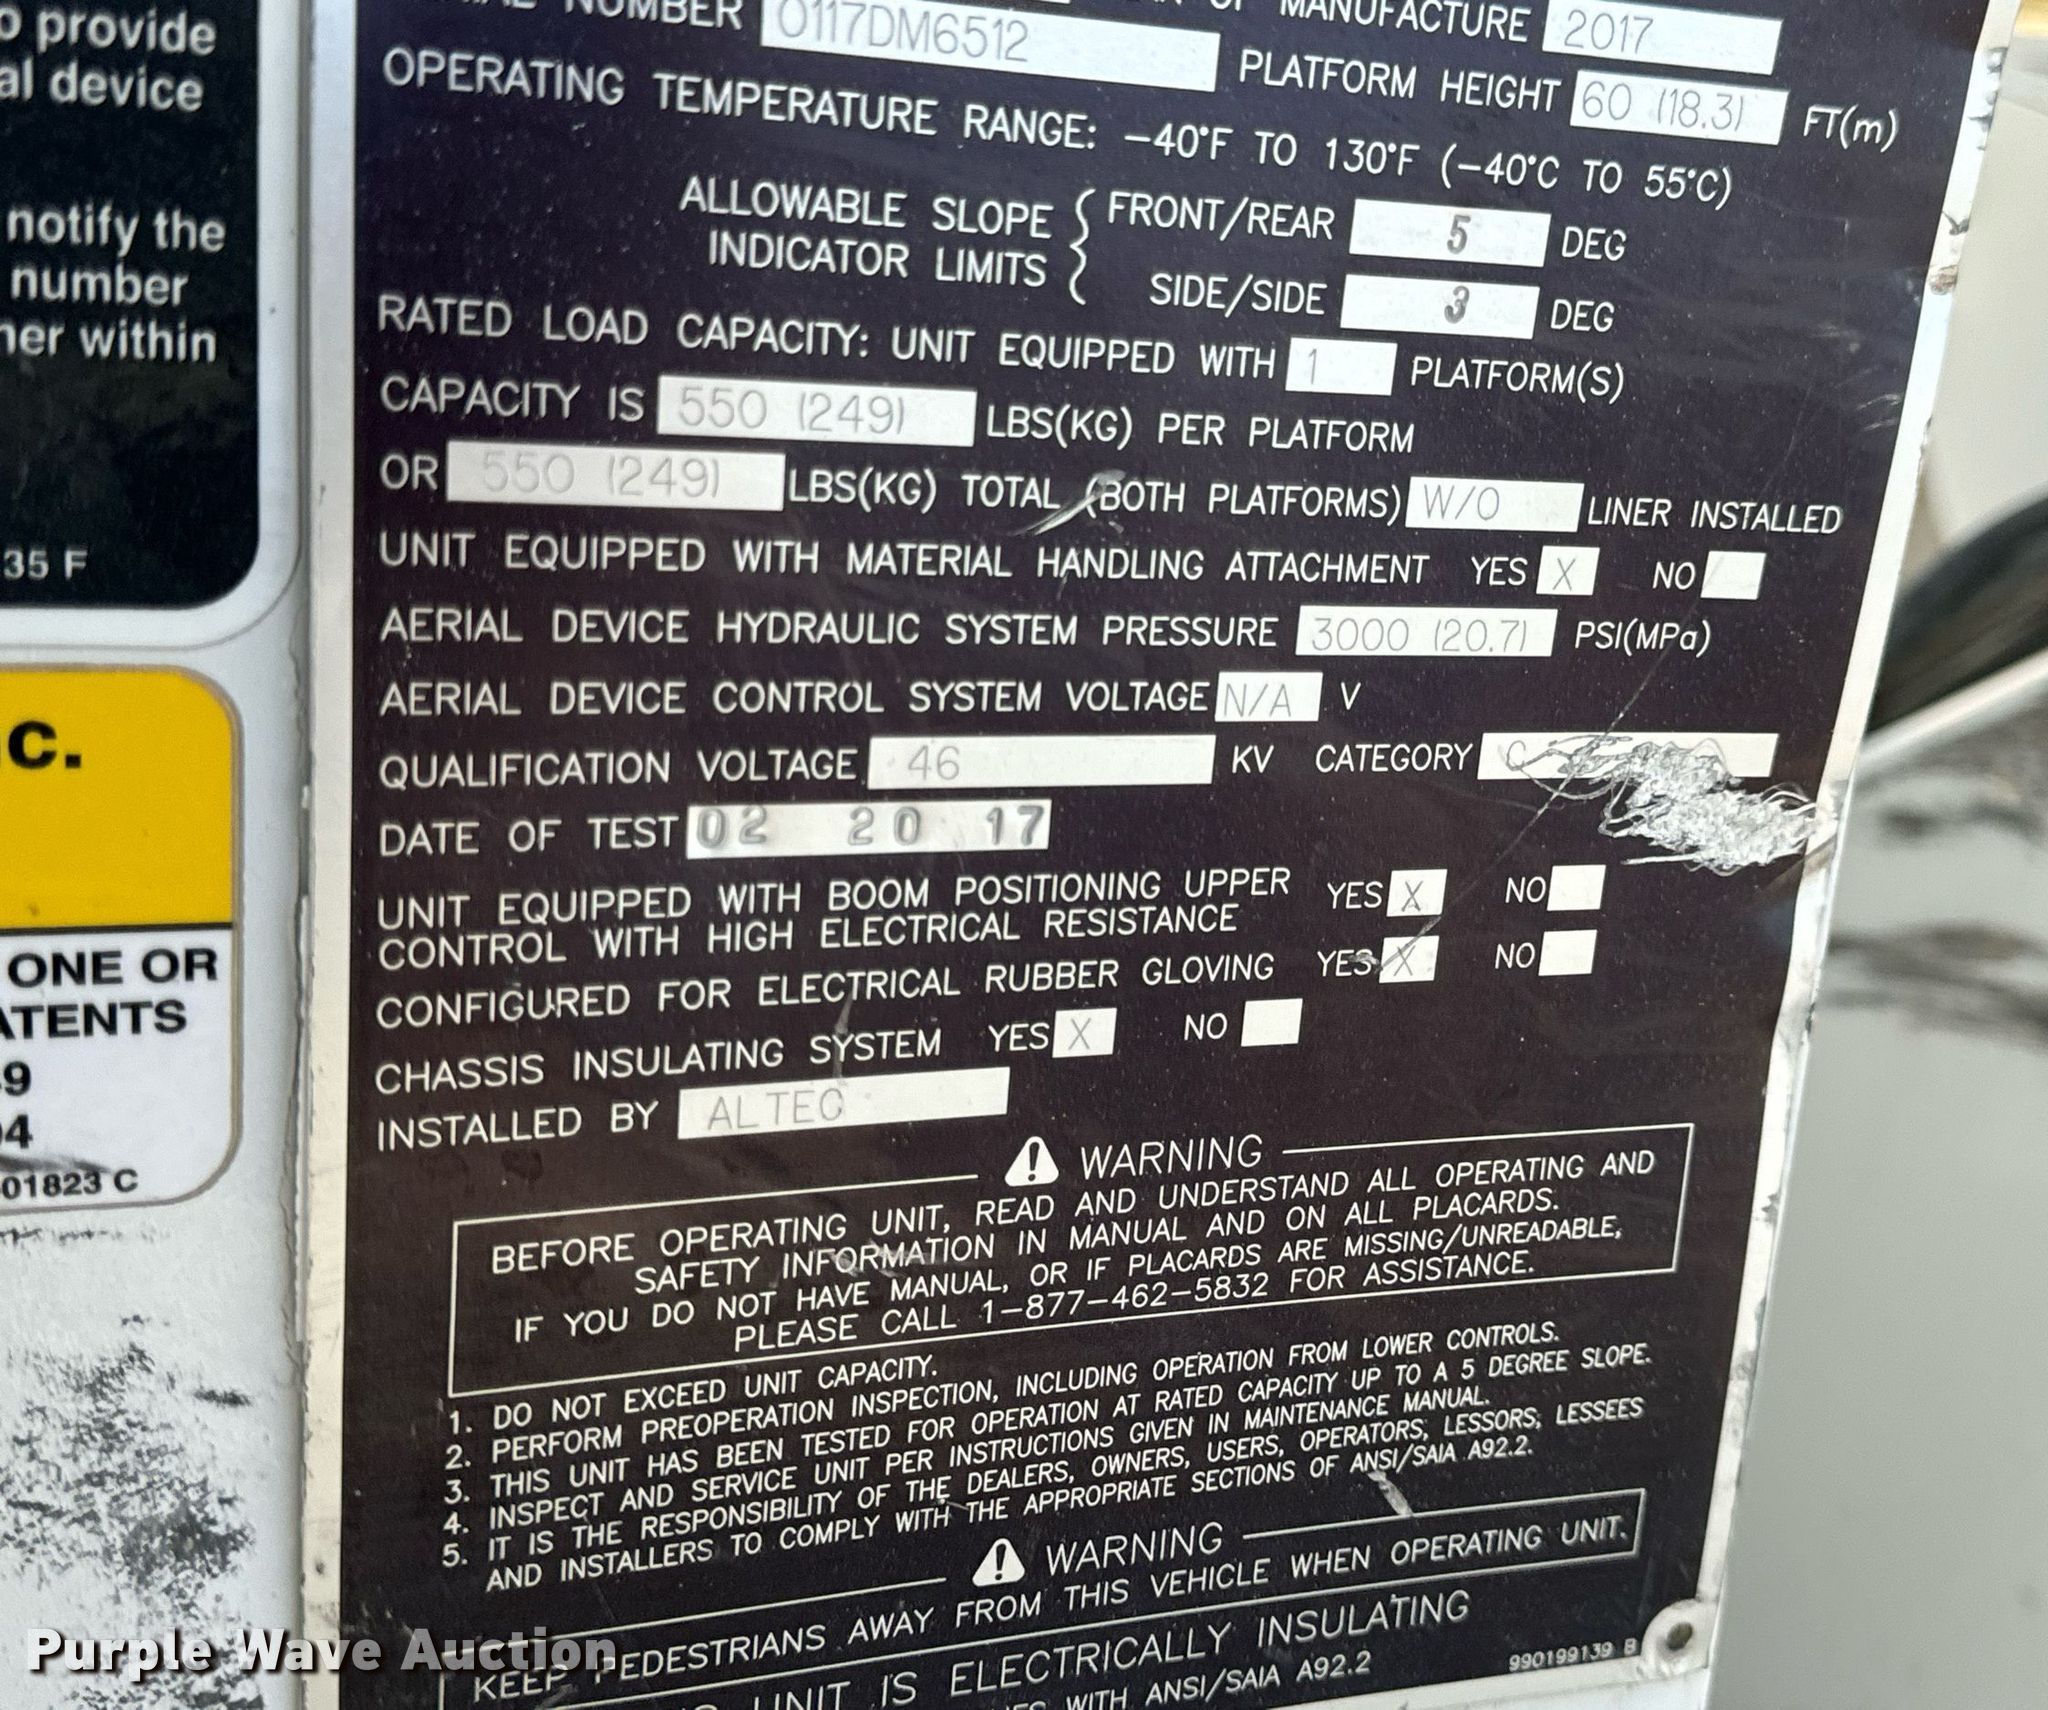 o provide
al device
notify the
number
her within
35 F
c.
ONE OR
ATENTS
9
04
01823 C
NUMBER 0117DM6512 MANUFACTURE 2017
PLATFORM HEIGHT 60 (18.3) FT(m)
OPERATING TEMPERATURE RANGE: -40°F TO 130°F (-40°C TO 55°C)
ALLOWABLE SLOPE INDICATOR LIMITS { FRONT/REAR 5 DEG
SIDE/SIDE 3 DEG
RATED LOAD CAPACITY: UNIT EQUIPPED WITH 1 PLATFORM(S)
CAPACITY IS 550 (249) LBS(KG) PER PLATFORM
OR 550 (249) LBS(KG) TOTAL (BOTH PLATFORMS) W/O LINER INSTALLED
UNIT EQUIPPED WITH MATERIAL HANDLING ATTACHMENT YES X NO
AERIAL DEVICE HYDRAULIC SYSTEM PRESSURE 3000 (20.7) PSI(MPa)
AERIAL DEVICE CONTROL SYSTEM VOLTAGE N/A V
QUALIFICATION VOLTAGE 46 KV CATEGORY C
DATE OF TEST 02 20 17
UNIT EQUIPPED WITH BOOM POSITIONING UPPER YES X NO
CONTROL WITH HIGH ELECTRICAL RESISTANCE
CONFIGURED FOR ELECTRICAL RUBBER GLOVING YES X NO
CHASSIS INSULATING SYSTEM YES X NO
INSTALLED BY ALTEC
WARNING
BEFORE OPERATING UNIT, READ AND UNDERSTAND ALL OPERATING AND
SAFETY INFORMATION IN MANUAL AND ON ALL PLACARDS.
IF YOU DO NOT HAVE MANUAL, OR IF PLACARDS ARE MISSING/UNREADABLE,
PLEASE CALL 1-877-462-5832 FOR ASSISTANCE.
1. DO NOT EXCEED UNIT CAPACITY.
2. PERFORM PREOPERATION INSPECTION, INCLUDING OPERATION FROM LOWER CONTROLS.
3. THIS UNIT HAS BEEN TESTED FOR OPERATION AT RATED CAPACITY UP TO A 5 DEGREE SLOPE.
4. INSPECT AND SERVICE UNIT PER INSTRUCTIONS GIVEN IN MAINTENANCE MANUAL.
5. IT IS THE RESPONSIBILITY OF THE DEALERS, OWNERS, USERS, OPERATORS, LESSORS, LESSEES
AND INSTALLERS TO COMPLY WITH THE APPROPRIATE SECTIONS OF ANSI/SAIA A92.2.
WARNING
KEEP PEDESTRIANS AWAY FROM THIS VEHICLE WHEN OPERATING UNIT.
UNIT IS ELECTRICALLY INSULATING
WITH ANSI/SAIA A92.2
990199139 B
Purple Wave Auction